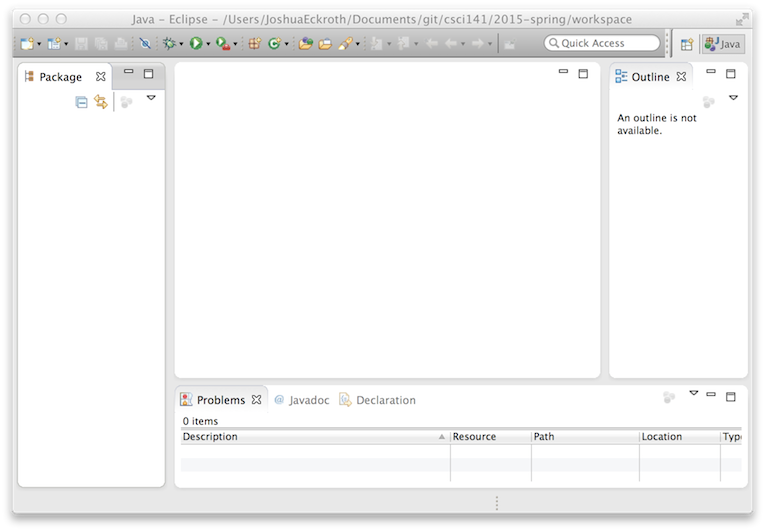 Java – Eclipse – /Users/JoshuaEckroth/Documents/git/csci141/2015-spring/workspace
Quick Access
Java
Package
Outline
An outline is not
available.
Problems
Javadoc
Declaration
0 items
Description
Resource
Path
Location
Type